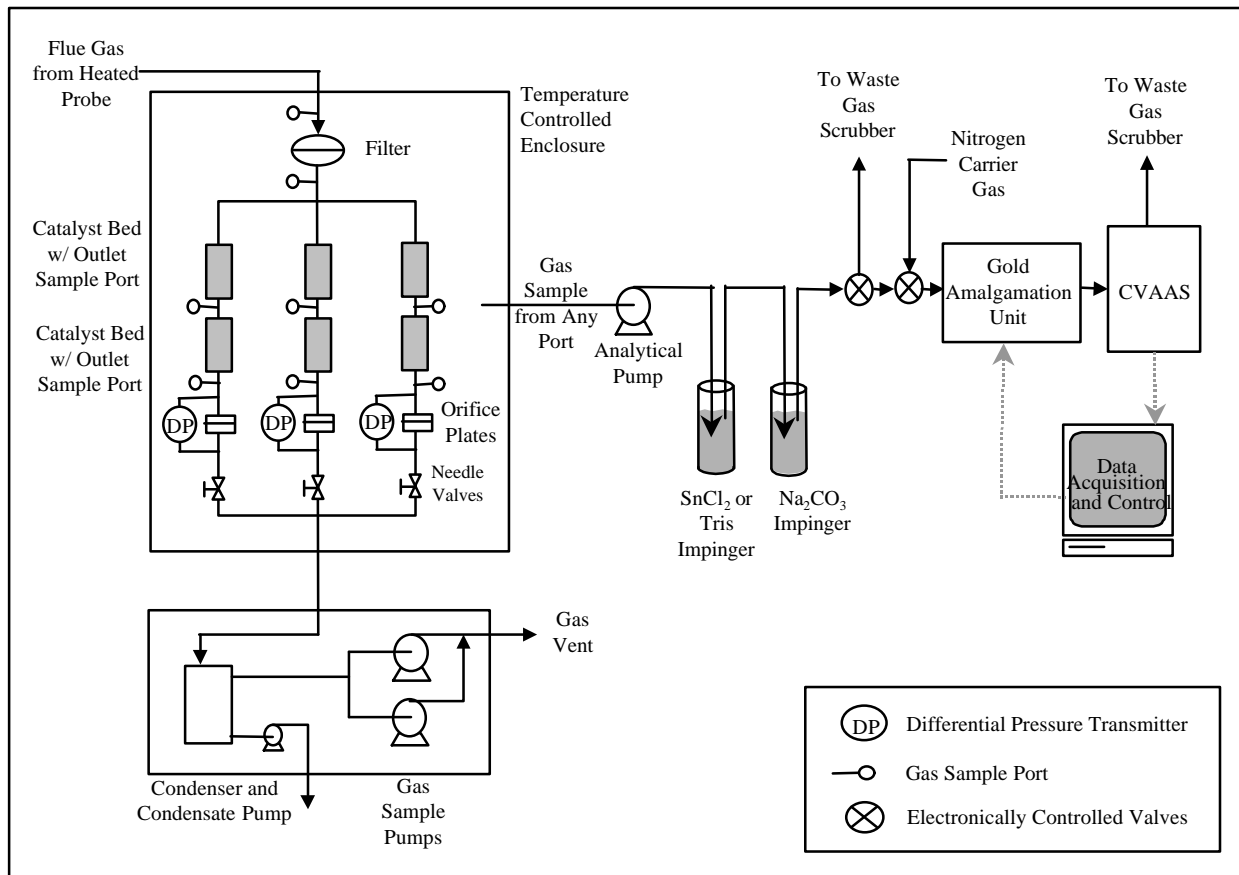 Flue Gas
from Heated
Probe
Temperature
Controlled
Enclosure
Filter
Catalyst Bed
w/ Outlet
Sample Port
Catalyst Bed
w/ Outlet
Sample Port
DP
DP
DP
Orifice
Plates
Needle
Valves
Gas
Sample
from Any
Port
Analytical
Pump
To Waste
Gas
Scrubber
Nitrogen
Carrier
Gas
To Waste
Gas
Scrubber
Gold
Amalgamation
Unit
CVAAS
SnCl₂ or
Tris
Impinger
Na₂CO₃
Impinger
Data
Acquisition
and Control
Gas
Vent
Condenser and
Condensate Pump
Gas
Sample
Pumps
DP Differential Pressure Transmitter
Gas Sample Port
Electronically Controlled Valves